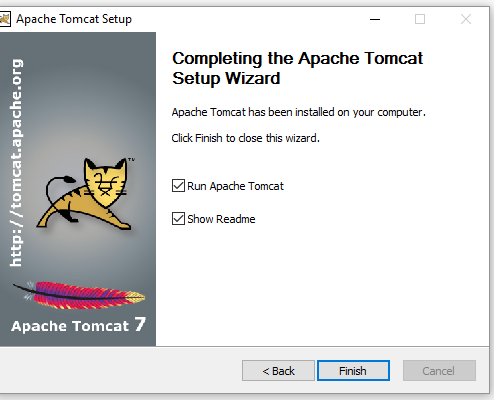 Apache Tomcat Setup
Completing the Apache Tomcat
Setup Wizard
Apache Tomcat has been installed on your computer.
Click Finish to close this wizard.
Run Apache Tomcat
Show Readme
http://tomcat.apache.org
TM
Apache Tomcat 7
< Back
Finish
Cancel